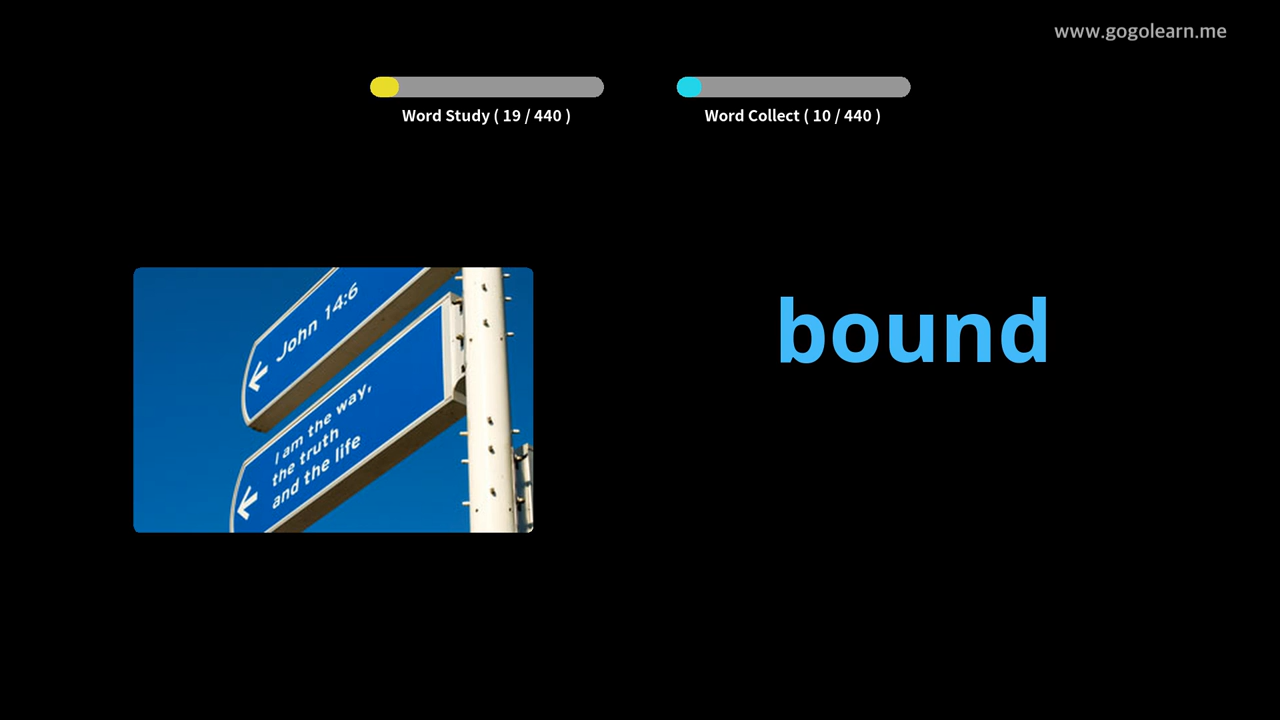 www.gogolearn.me
Word Study ( 19 / 440 )
Word Collect ( 10 / 440 )
John 14:6
I am the way,
the truth
and the life
bound